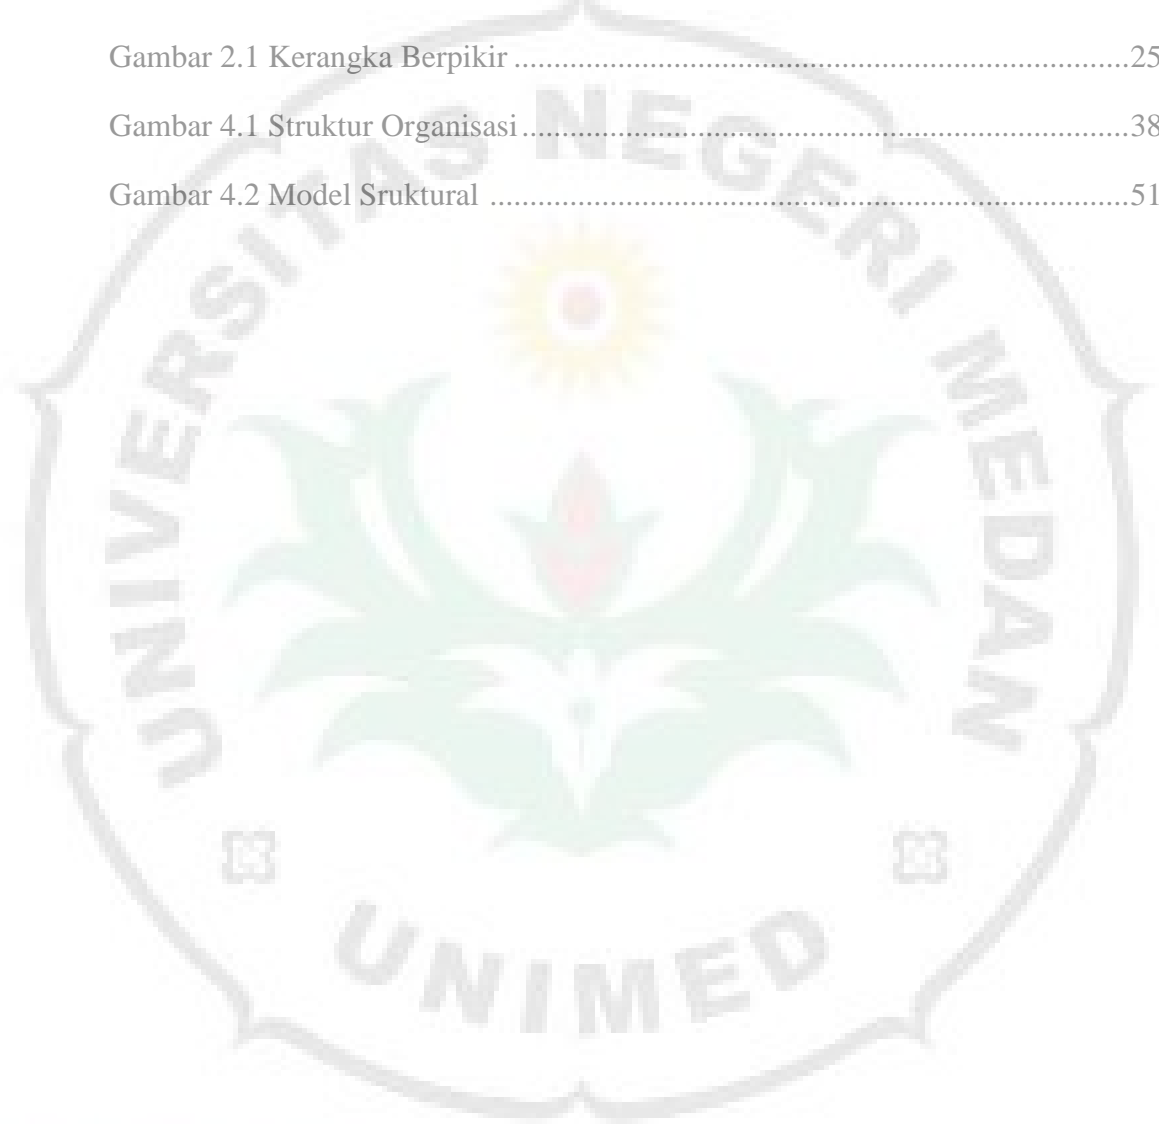 Gambar 2.1 Kerangka Berpikir ........................................................................... 25
Gambar 4.1 Struktur Organisasi .......................................................................... 38
Gambar 4.2 Model Sruktural .............................................................................. 51
UNIVERSITAS NEGERI MEDAN
UNIMED